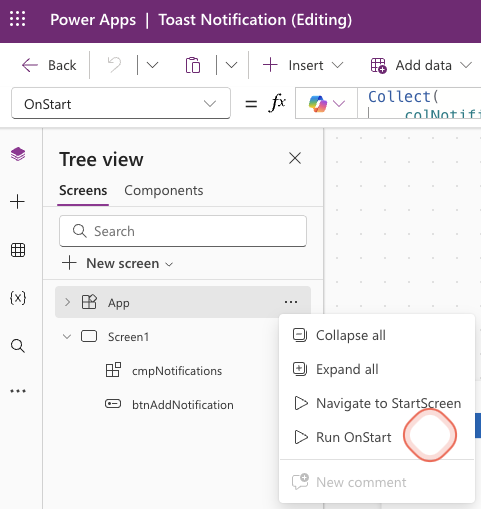 Power Apps | Toast Notification (Editing)
Back
Insert
Add data
OnStart
= fx
Collect(
colNotifi
Tree view
Screens
Components
Search
New screen
App
Screen1
cmpNotifications
btnAddNotification
Collapse all
Expand all
Navigate to StartScreen
Run OnStart
New comment